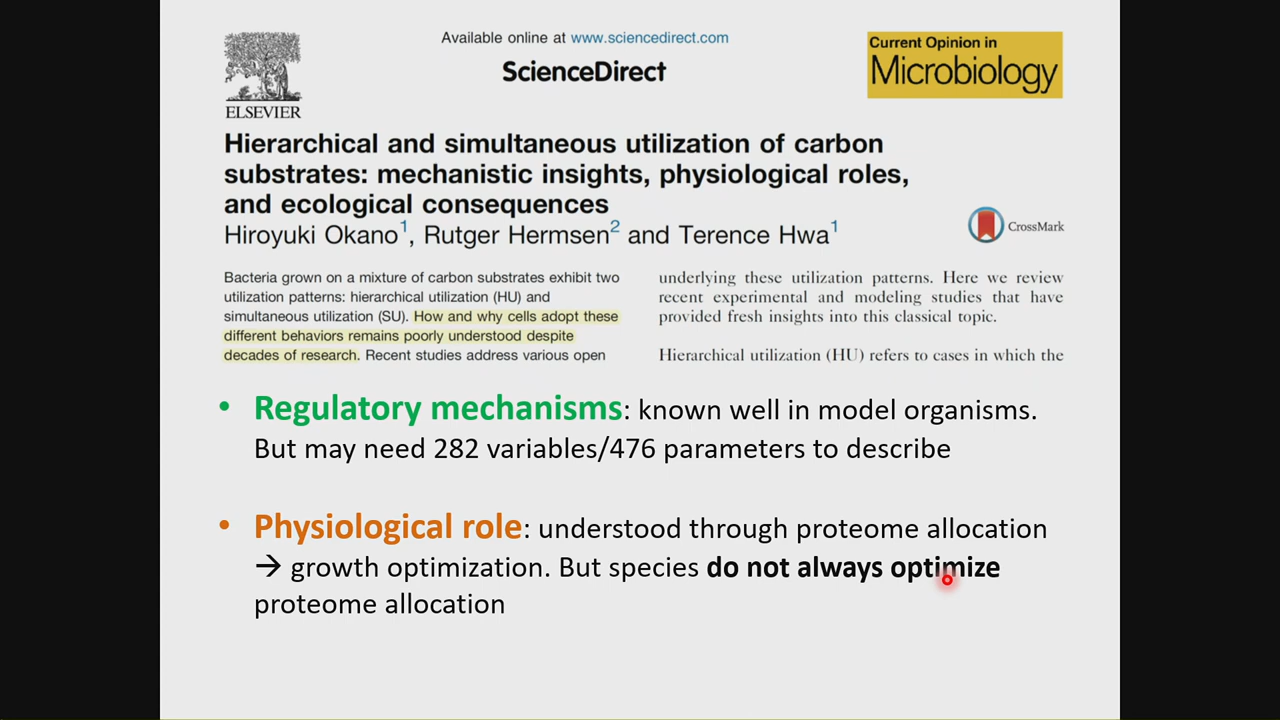 Available online at www.sciencedirect.com
ScienceDirect
ELSEVIER
Current Opinion in
Microbiology
Hierarchical and simultaneous utilization of carbon
substrates: mechanistic insights, physiological roles,
and ecological consequences
Hiroyuki Okano1, Rutger Hermsen2 and Terence Hwa1
CrossMark
Bacteria grown on a mixture of carbon substrates exhibit two
utilization patterns: hierarchical utilization (HU) and
simultaneous utilization (SU). How and why cells adopt these
different behaviors remains poorly understood despite
decades of research. Recent studies address various open
underlying these utilization patterns. Here we review
recent experimental and modeling studies that have
provided fresh insights into this classical topic.
Hierarchical utilization (HU) refers to cases in which the
• Regulatory mechanisms: known well in model organisms.
But may need 282 variables/476 parameters to describe
• Physiological role: understood through proteome allocation
→ growth optimization. But species do not always optimize
proteome allocation